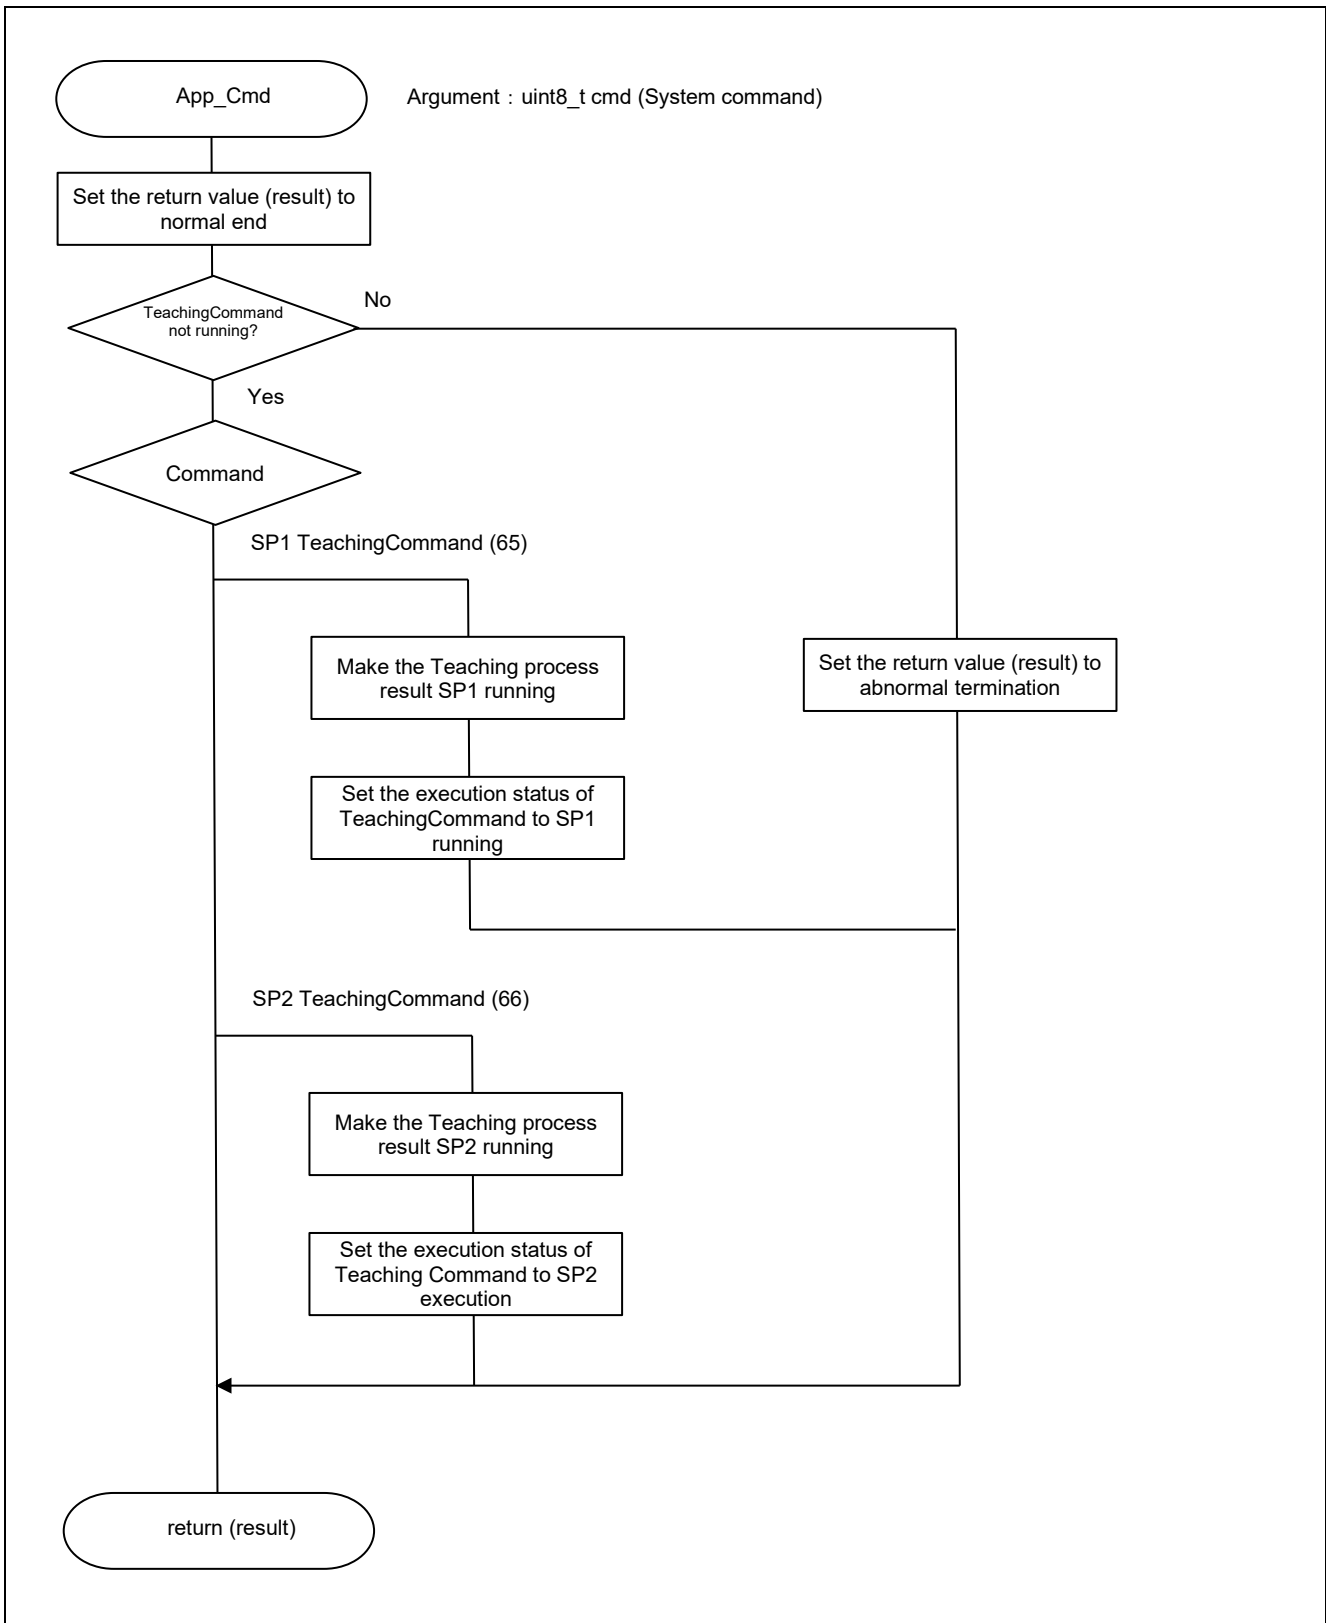 App_Cmd
Argument : uint8_t cmd (System command)
Set the return value (result) to
normal end
TeachingCommand
not running?
No
Yes
Command
SP1 TeachingCommand (65)
Make the Teaching process
result SP1 running
Set the return value (result) to
abnormal termination
Set the execution status of
TeachingCommand to SP1
running
SP2 TeachingCommand (66)
Make the Teaching process
result SP2 running
Set the execution status of
Teaching Command to SP2
execution
return (result)